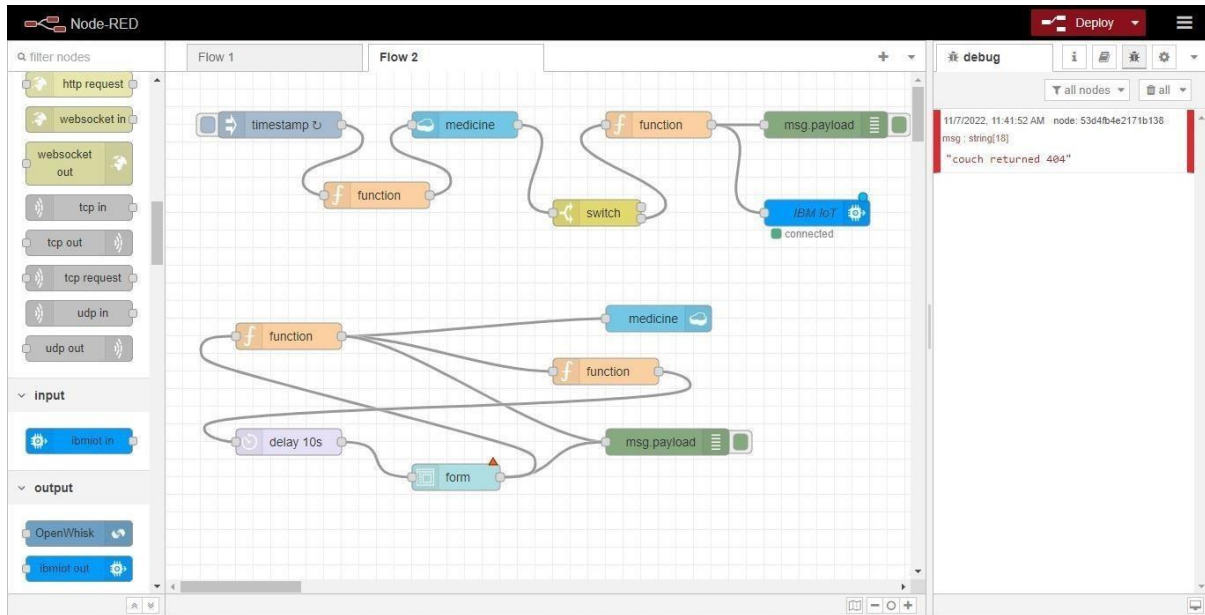 Node-RED
Deploy
filter nodes
Flow 1
Flow 2
debug
i
all nodes
all
http request
websocket in
websocket
out
tcp in
tcp out
tcp request
udp in
udp out
input
ibmiot in
output
OpenWhisk
ibmiot out
timestamp ↻
function
medicine
switch
function
msg.payload
IBM IoT
connected
function
medicine
function
delay 10s
form
msg.payload
11/7/2022, 11:41:52 AM node: 53d4fb4e2171b138
msg : string[18]
"couch returned 404"